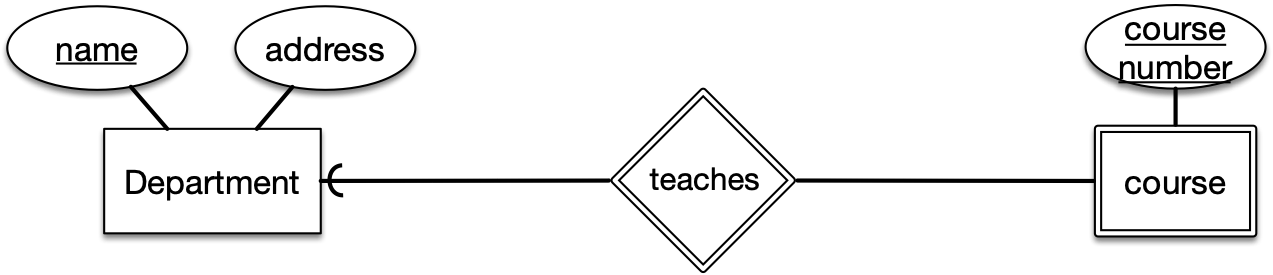 name
address
course
number
Department
teaches
course